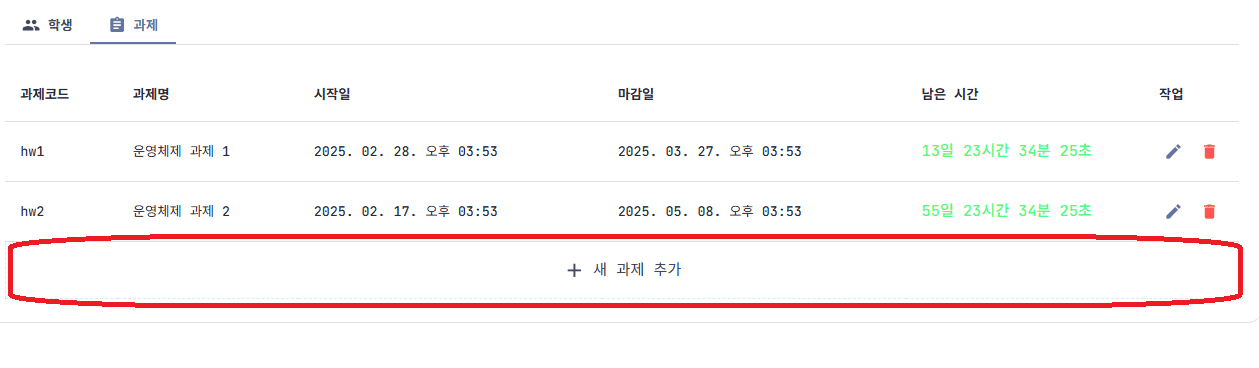 학생 과제
과제코드 과제명 시작일 마감일 남은 시간 작업
hw1 운영체제 과제 1 2025. 02. 28. 오후 03:53 2025. 03. 27. 오후 03:53 13일 23시간 34분 25초
hw2 운영체제 과제 2 2025. 02. 17. 오후 03:53 2025. 05. 08. 오후 03:53 55일 23시간 34분 25초
+ 새 과제 추가